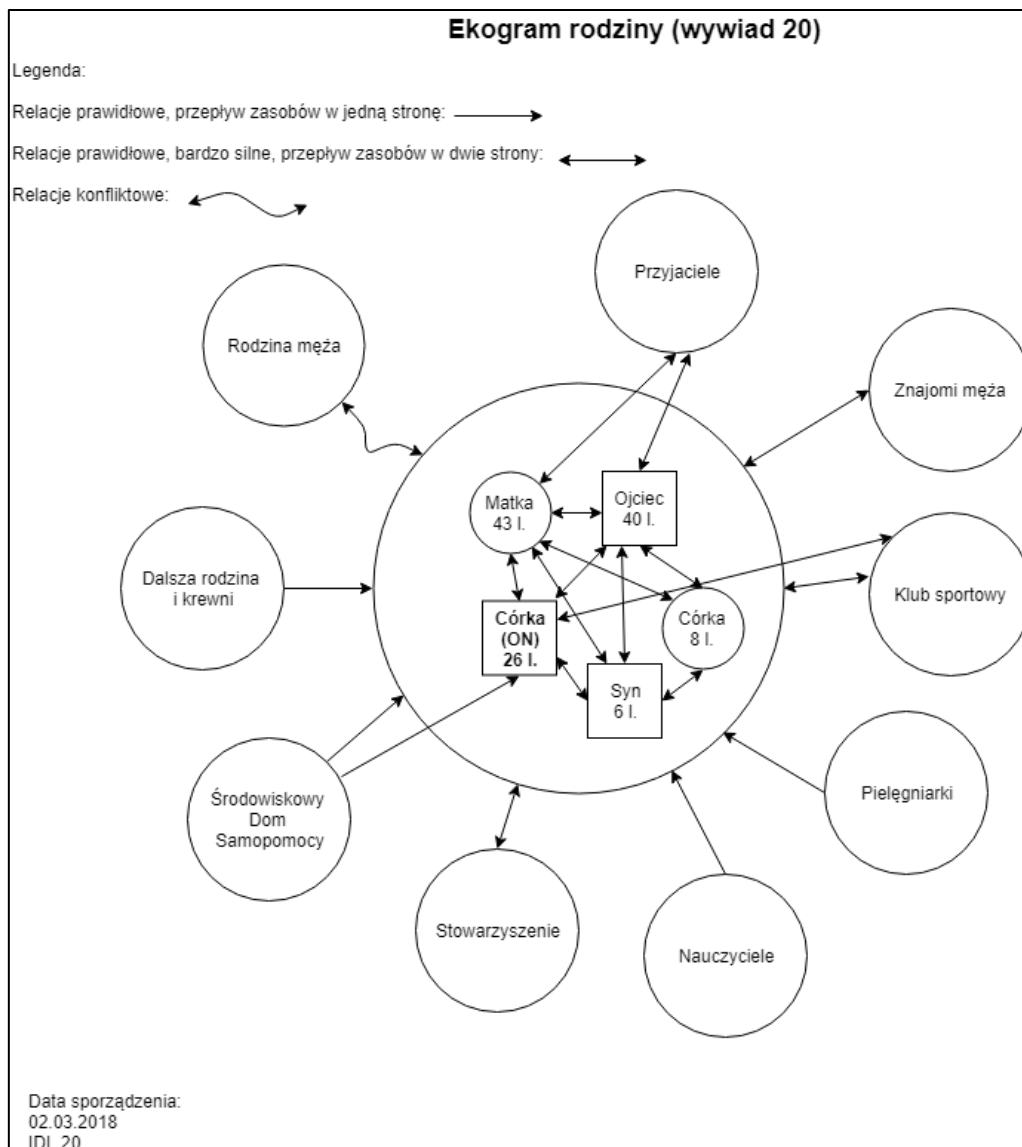 Ekogram rodziny (wywiad 20)
Legenda:
Relacje prawidłowe, przepływ zasobów w jedną stronę:
Relacje prawidłowe, bardzo silne, przepływ zasobów w dwie strony:
Relacje konfliktowe:
Przyjaciele
Rodzina męża
Znajomi męża
Matka
43 l.
Ojciec
40 l.
Dalsza rodzina
i krewni
Klub sportowy
Córka
(ON)
26 l.
Córka
8 l.
Syn
6 l.
Środowiskowy
Dom
Samopomocy
Pielęgniarki
Stowarzyszenie
Nauczyciele
Data sporządzenia:
02.03.2018
IDI_20